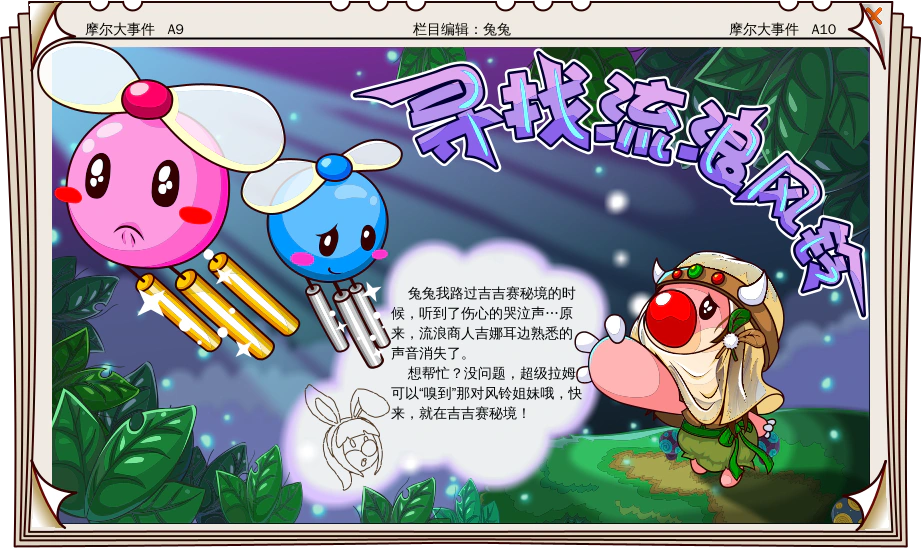 摩尔大事件 A9
栏目编辑：兔兔
摩尔大事件 A10
寻找流浪风铃
兔兔我路过吉吉赛秘境的时
候，听到了伤心的哭泣声…原
来，流浪商人吉娜耳边熟悉的
声音消失了。
想帮忙？没问题，超级拉姆
可以“嗅到”那对风铃姐妹哦，快
来，就在吉吉赛秘境！